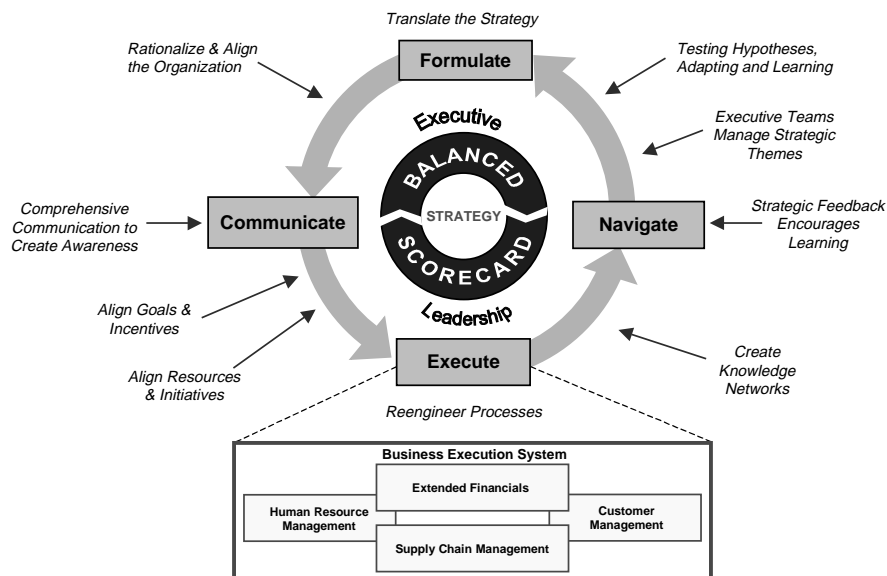 Translate the Strategy
Formulate
Rationalize & Align
the Organization
Testing Hypotheses,
Adapting and Learning
Executive
BALANCED
STRATEGY
SCORECARD
Leadership
Executive Teams
Manage Strategic
Themes
Comprehensive
Communication to
Create Awareness
Communicate
Navigate
Strategic Feedback
Encourages
Learning
Align Goals &
Incentives
Align Resources
& Initiatives
Execute
Create
Knowledge
Networks
Reengineer Processes
Business Execution System
Extended Financials
Human Resource
Management
Customer
Management
Supply Chain Management